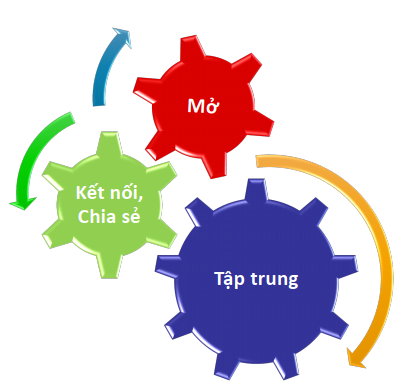 Mở
Kết nối,
Chia sẻ
Tập trung